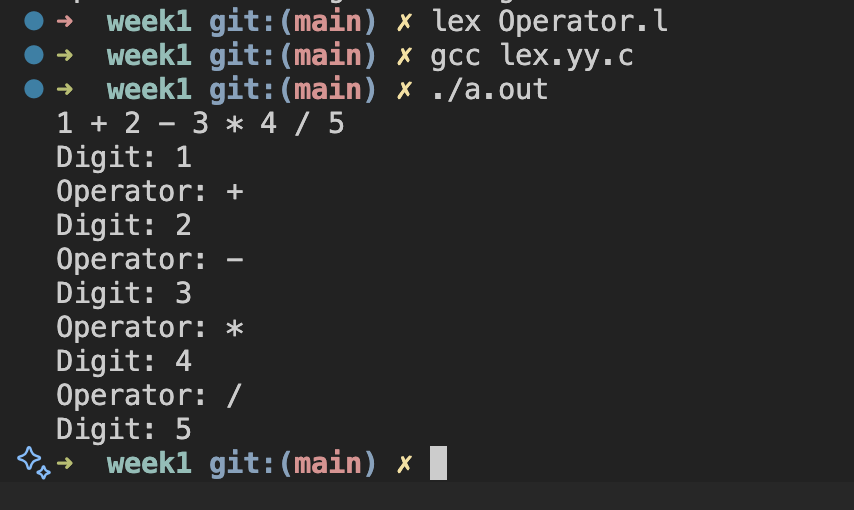 ➜ week1 git:(main) ✗ lex Operator.l
➜ week1 git:(main) ✗ gcc lex.yy.c
➜ week1 git:(main) ✗ ./a.out
1 + 2 - 3 * 4 / 5
Digit: 1
Operator: +
Digit: 2
Operator: -
Digit: 3
Operator: *
Digit: 4
Operator: /
Digit: 5
➜ week1 git:(main) ✗